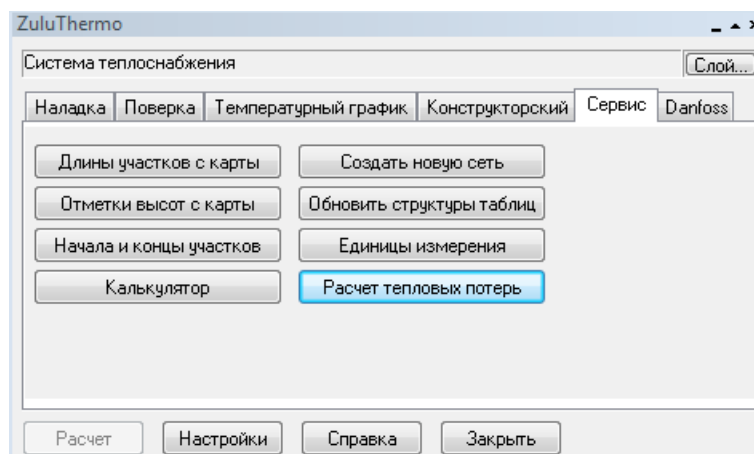 ZuluThermo
Система теплоснабжения
Слой...
Наладка Поверка Температурный график Конструкторский Сервис Danfoss
Длины участков с карты Создать новую сеть
Отметки высот с карты Обновить структуры таблиц
Начала и концы участков Единицы измерения
Калькулятор Расчет тепловых потерь
Расчет Настройки Справка Закрыть